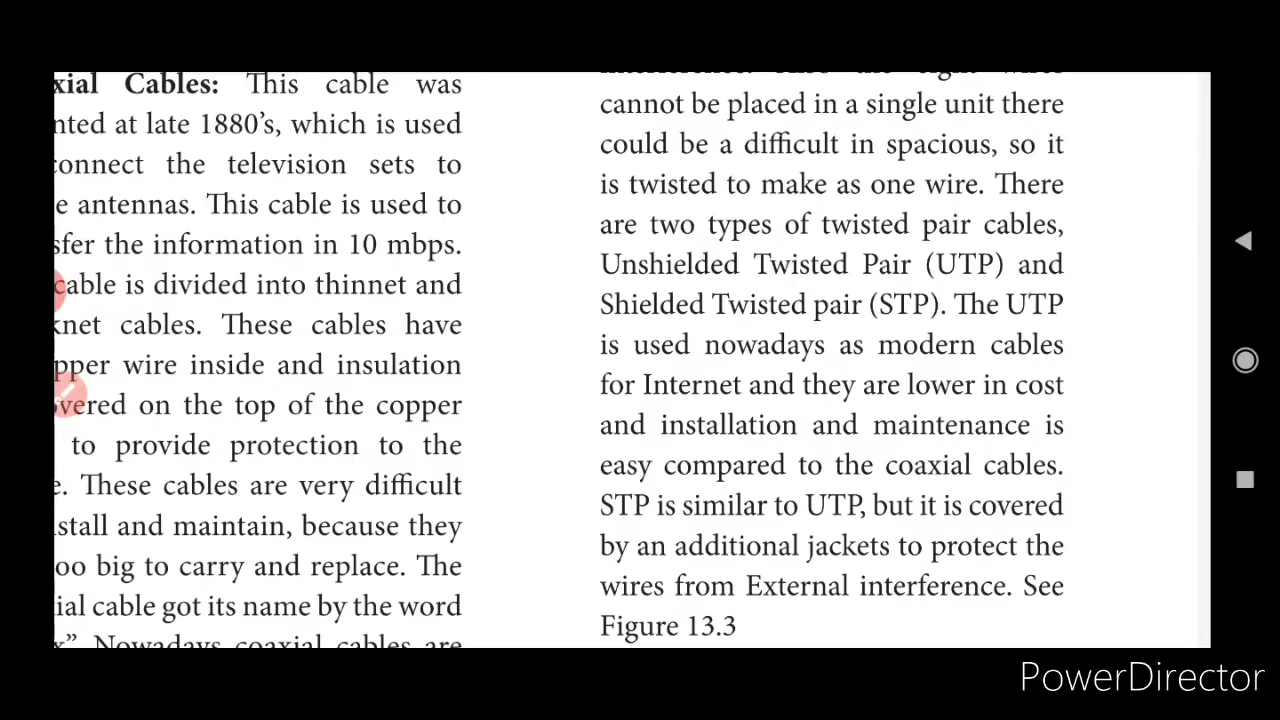 xial Cables: This cable was
nted at late 1880's, which is used
connect the television sets to
e antennas. This cable is used to
sfer the information in 10 mbps.
cable is divided into thinnet and
knet cables. These cables have
pper wire inside and insulation
vered on the top of the copper
to provide protection to the
e. These cables are very difficult
stall and maintain, because they
oo big to carry and replace. The
ial cable got its name by the word
x". Nowadays coaxial cables are
cannot be placed in a single unit there
could be a difficult in spacious, so it
is twisted to make as one wire. There
are two types of twisted pair cables,
Unshielded Twisted Pair (UTP) and
Shielded Twisted pair (STP). The UTP
is used nowadays as modern cables
for Internet and they are lower in cost
and installation and maintenance is
easy compared to the coaxial cables.
STP is similar to UTP, but it is covered
by an additional jackets to protect the
wires from External interference. See
Figure 13.3
PowerDirector